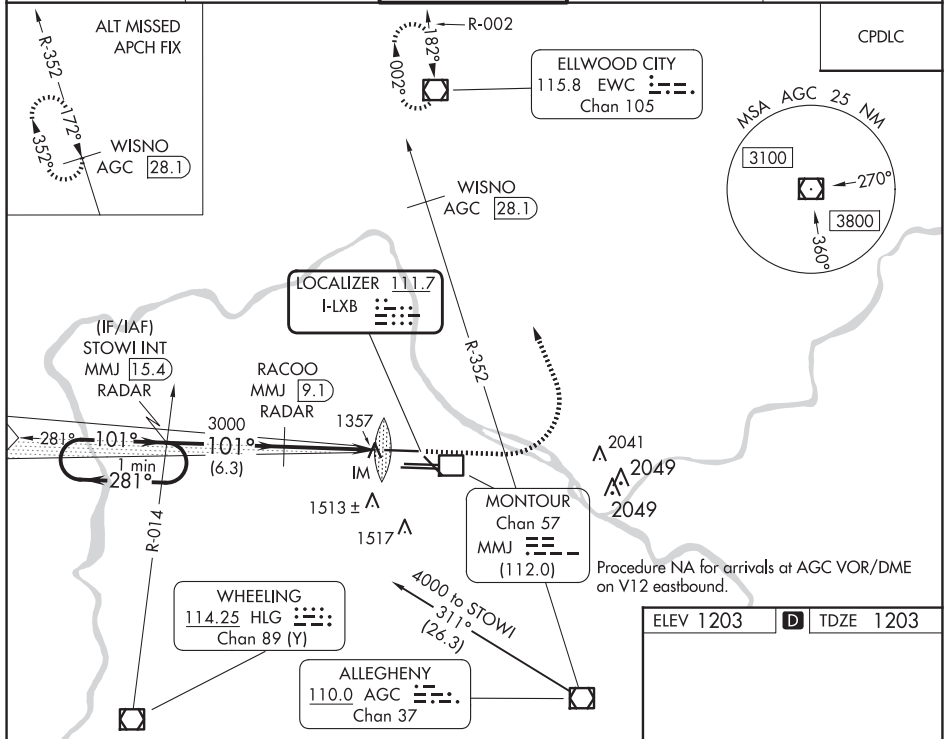 ALT MISSED
APCH FIX
R-352
172°
352°
WISNO
AGC 28.1
R-002
182°
002°
ELLWOOD CITY
115.8 EWC
Chan 105
CPDLC
MSA AGC 25 NM
3100
270°
3800
360°
WISNO
AGC 28.1
LOCALIZER 111.7
I-LXB
R-352
(IF/IAF)
STOWI INT
MMJ 15.4
RADAR
RACOO
MMJ 9.1
RADAR
1357
3000
281° 101° 101°
1 min (6.3)
281°
IM
2041
2049
2049
1513 ±
1517
MONTOUR
Chan 57
MMJ
(112.0)
R-014
Procedure NA for arrivals at AGC VOR/DME
on V12 eastbound.
4000 to STOWI
311°
(26.3)
WHEELING
114.25 HLG
Chan 89 (Y)
ALLEGHENY
110.0 AGC
Chan 37
ELEV 1203 D TDZE 1203